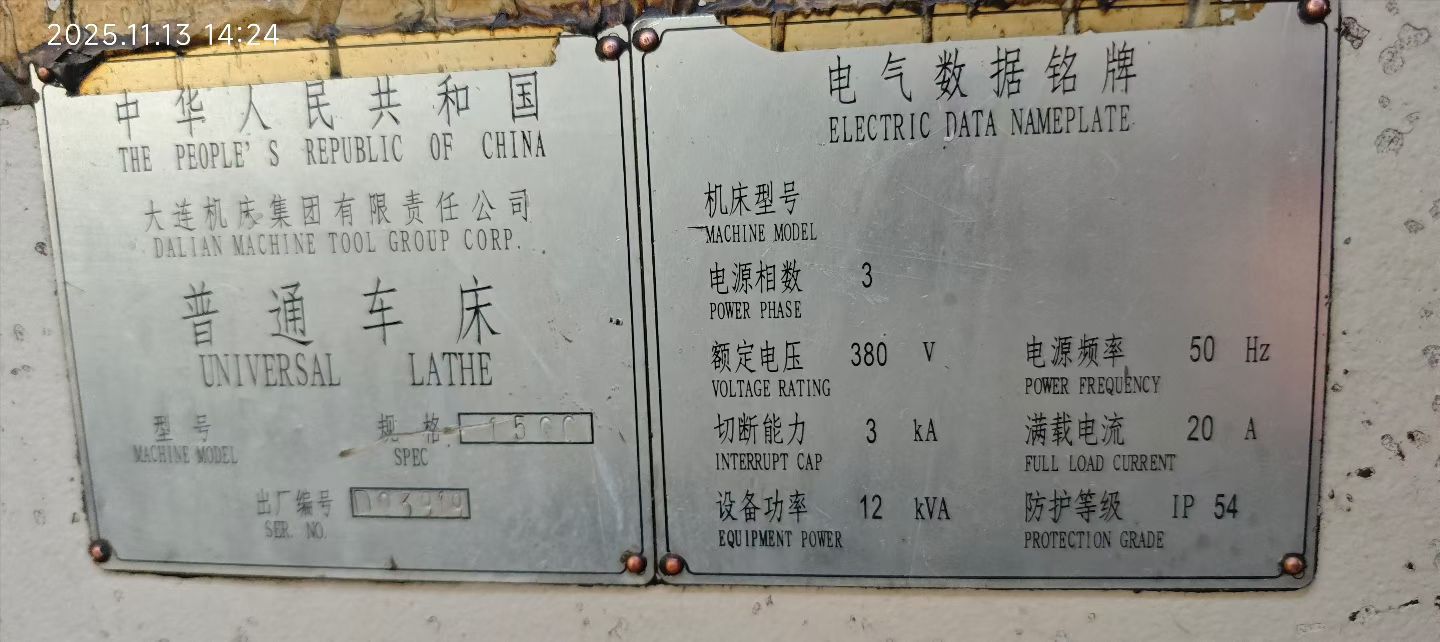 2025.11.13 14:24
中华人民共和国
THE PEOPLE'S REPUBLIC OF CHINA
大连机床集团有限责任公司
DALIAN MACHINE TOOL GROUP CORP.
普通车床
UNIVERSAL LATHE
型号 规格 1500
MACHINE MODEL SPEC
出厂编号
SER. NO.
电气数据铭牌
ELECTRIC DATA NAMEPLATE
机床型号
MACHINE MODEL
电源相数 3
POWER PHASE
额定电压 380 V 电源频率 50 Hz
VOLTAGE RATING POWER FREQUENCY
切断能力 3 kA 满载电流 20 A
INTERRUPT CAP FULL LOAD CURRENT
设备功率 12 kVA 防护等级 IP 54
EQUIPMENT POWER PROTECTION GRADE